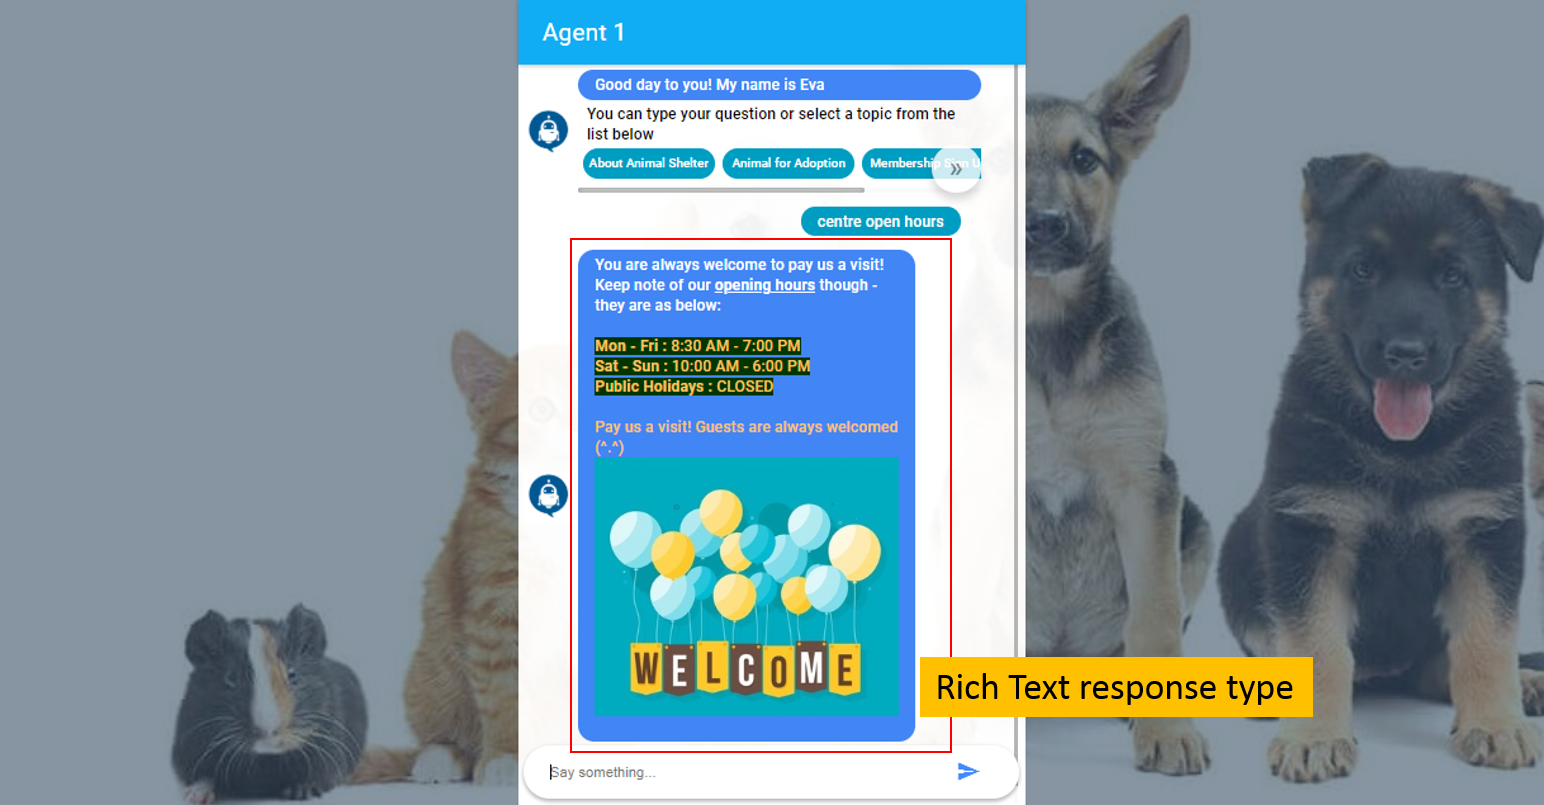 Agent 1
Good day to you! My name is Eva
You can type your question or select a topic from the
list below
About Animal Shelter
Animal for Adoption
Membership Sign U
»
centre open hours
You are always welcome to pay us a visit!
Keep note of our opening hours though -
they are as below:
Mon - Fri : 8:30 AM - 7:00 PM
Sat - Sun : 10:00 AM - 6:00 PM
Public Holidays : CLOSED
Pay us a visit! Guests are always welcomed
(^.^)
WELCOME
Rich Text response type
Say something...